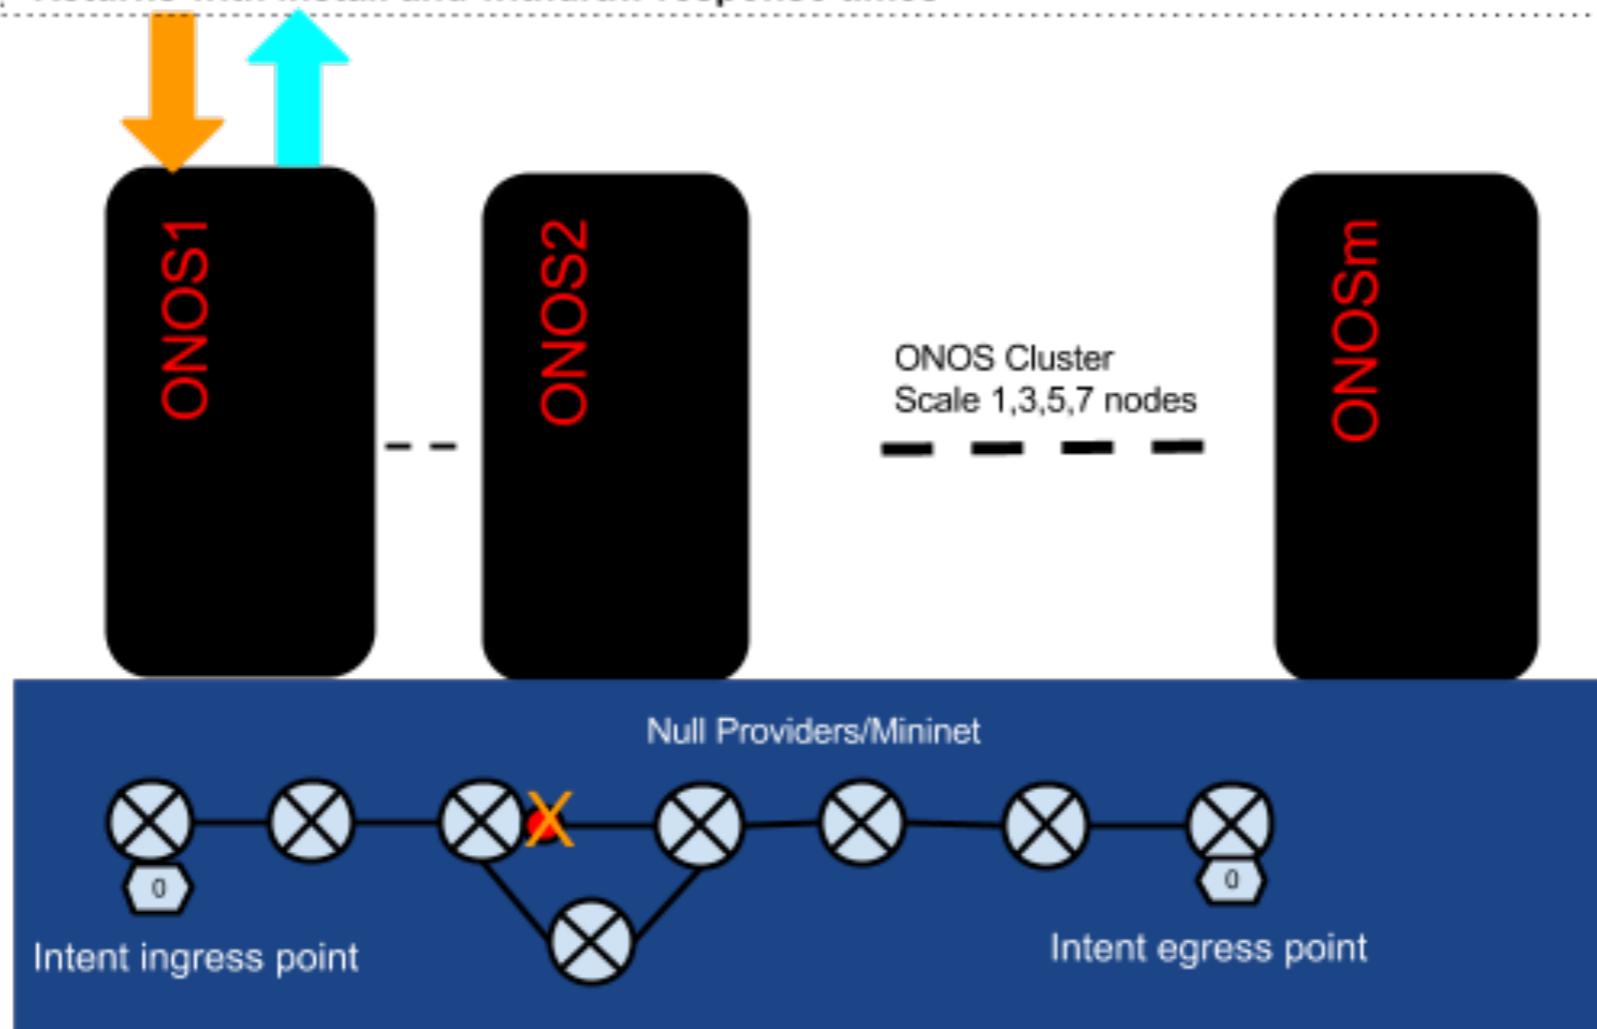 ONOS1
ONOS2
ONOS Cluster
Scale 1,3,5,7 nodes
ONOSm
Null Providers/Mininet
X
0
0
Intent ingress point
Intent egress point